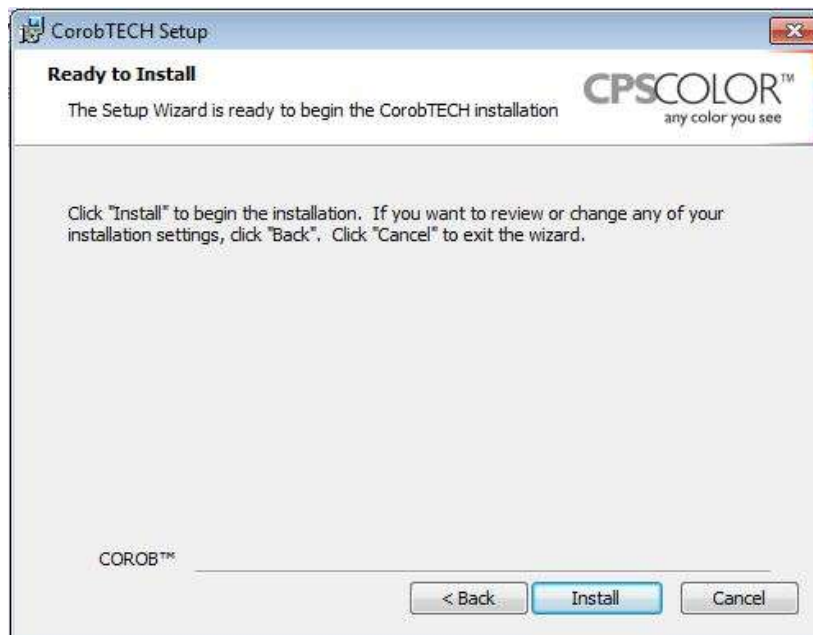 CorobTECH Setup
Ready to Install
The Setup Wizard is ready to begin the CorobTECH installation
CPSCOLOR™
any color you see
Click "Install" to begin the installation. If you want to review or change any of your
installation settings, click "Back". Click "Cancel" to exit the wizard.
COROB™
< Back Install Cancel